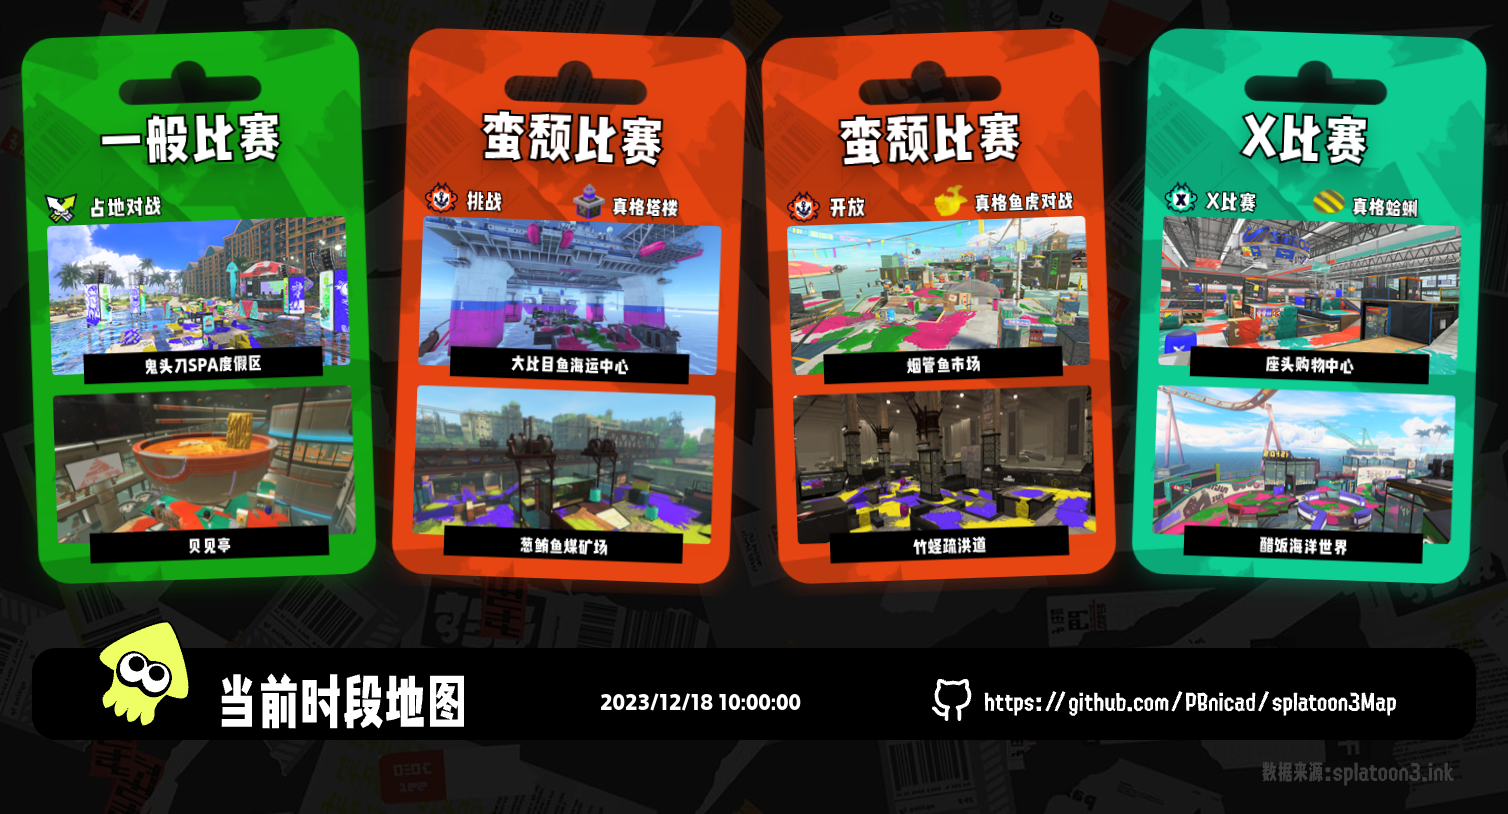 一般比赛
占地对战
鬼头刀SPA度假区
贝见亭
蛮颓比赛
挑战
真格塔楼
大比目鱼海运中心
葱鲔鱼煤矿场
蛮颓比赛
开放
真格鱼虎对战
烟管鱼市场
竹蛏疏洪道
X比赛
X比赛
真格蛤蜊
座头购物中心
醋饭海洋世界
当前时段地图
2023/12/18 10:00:00
https://github.com/PBnicad/splatoon3Map
数据来源:splatoon3.ink